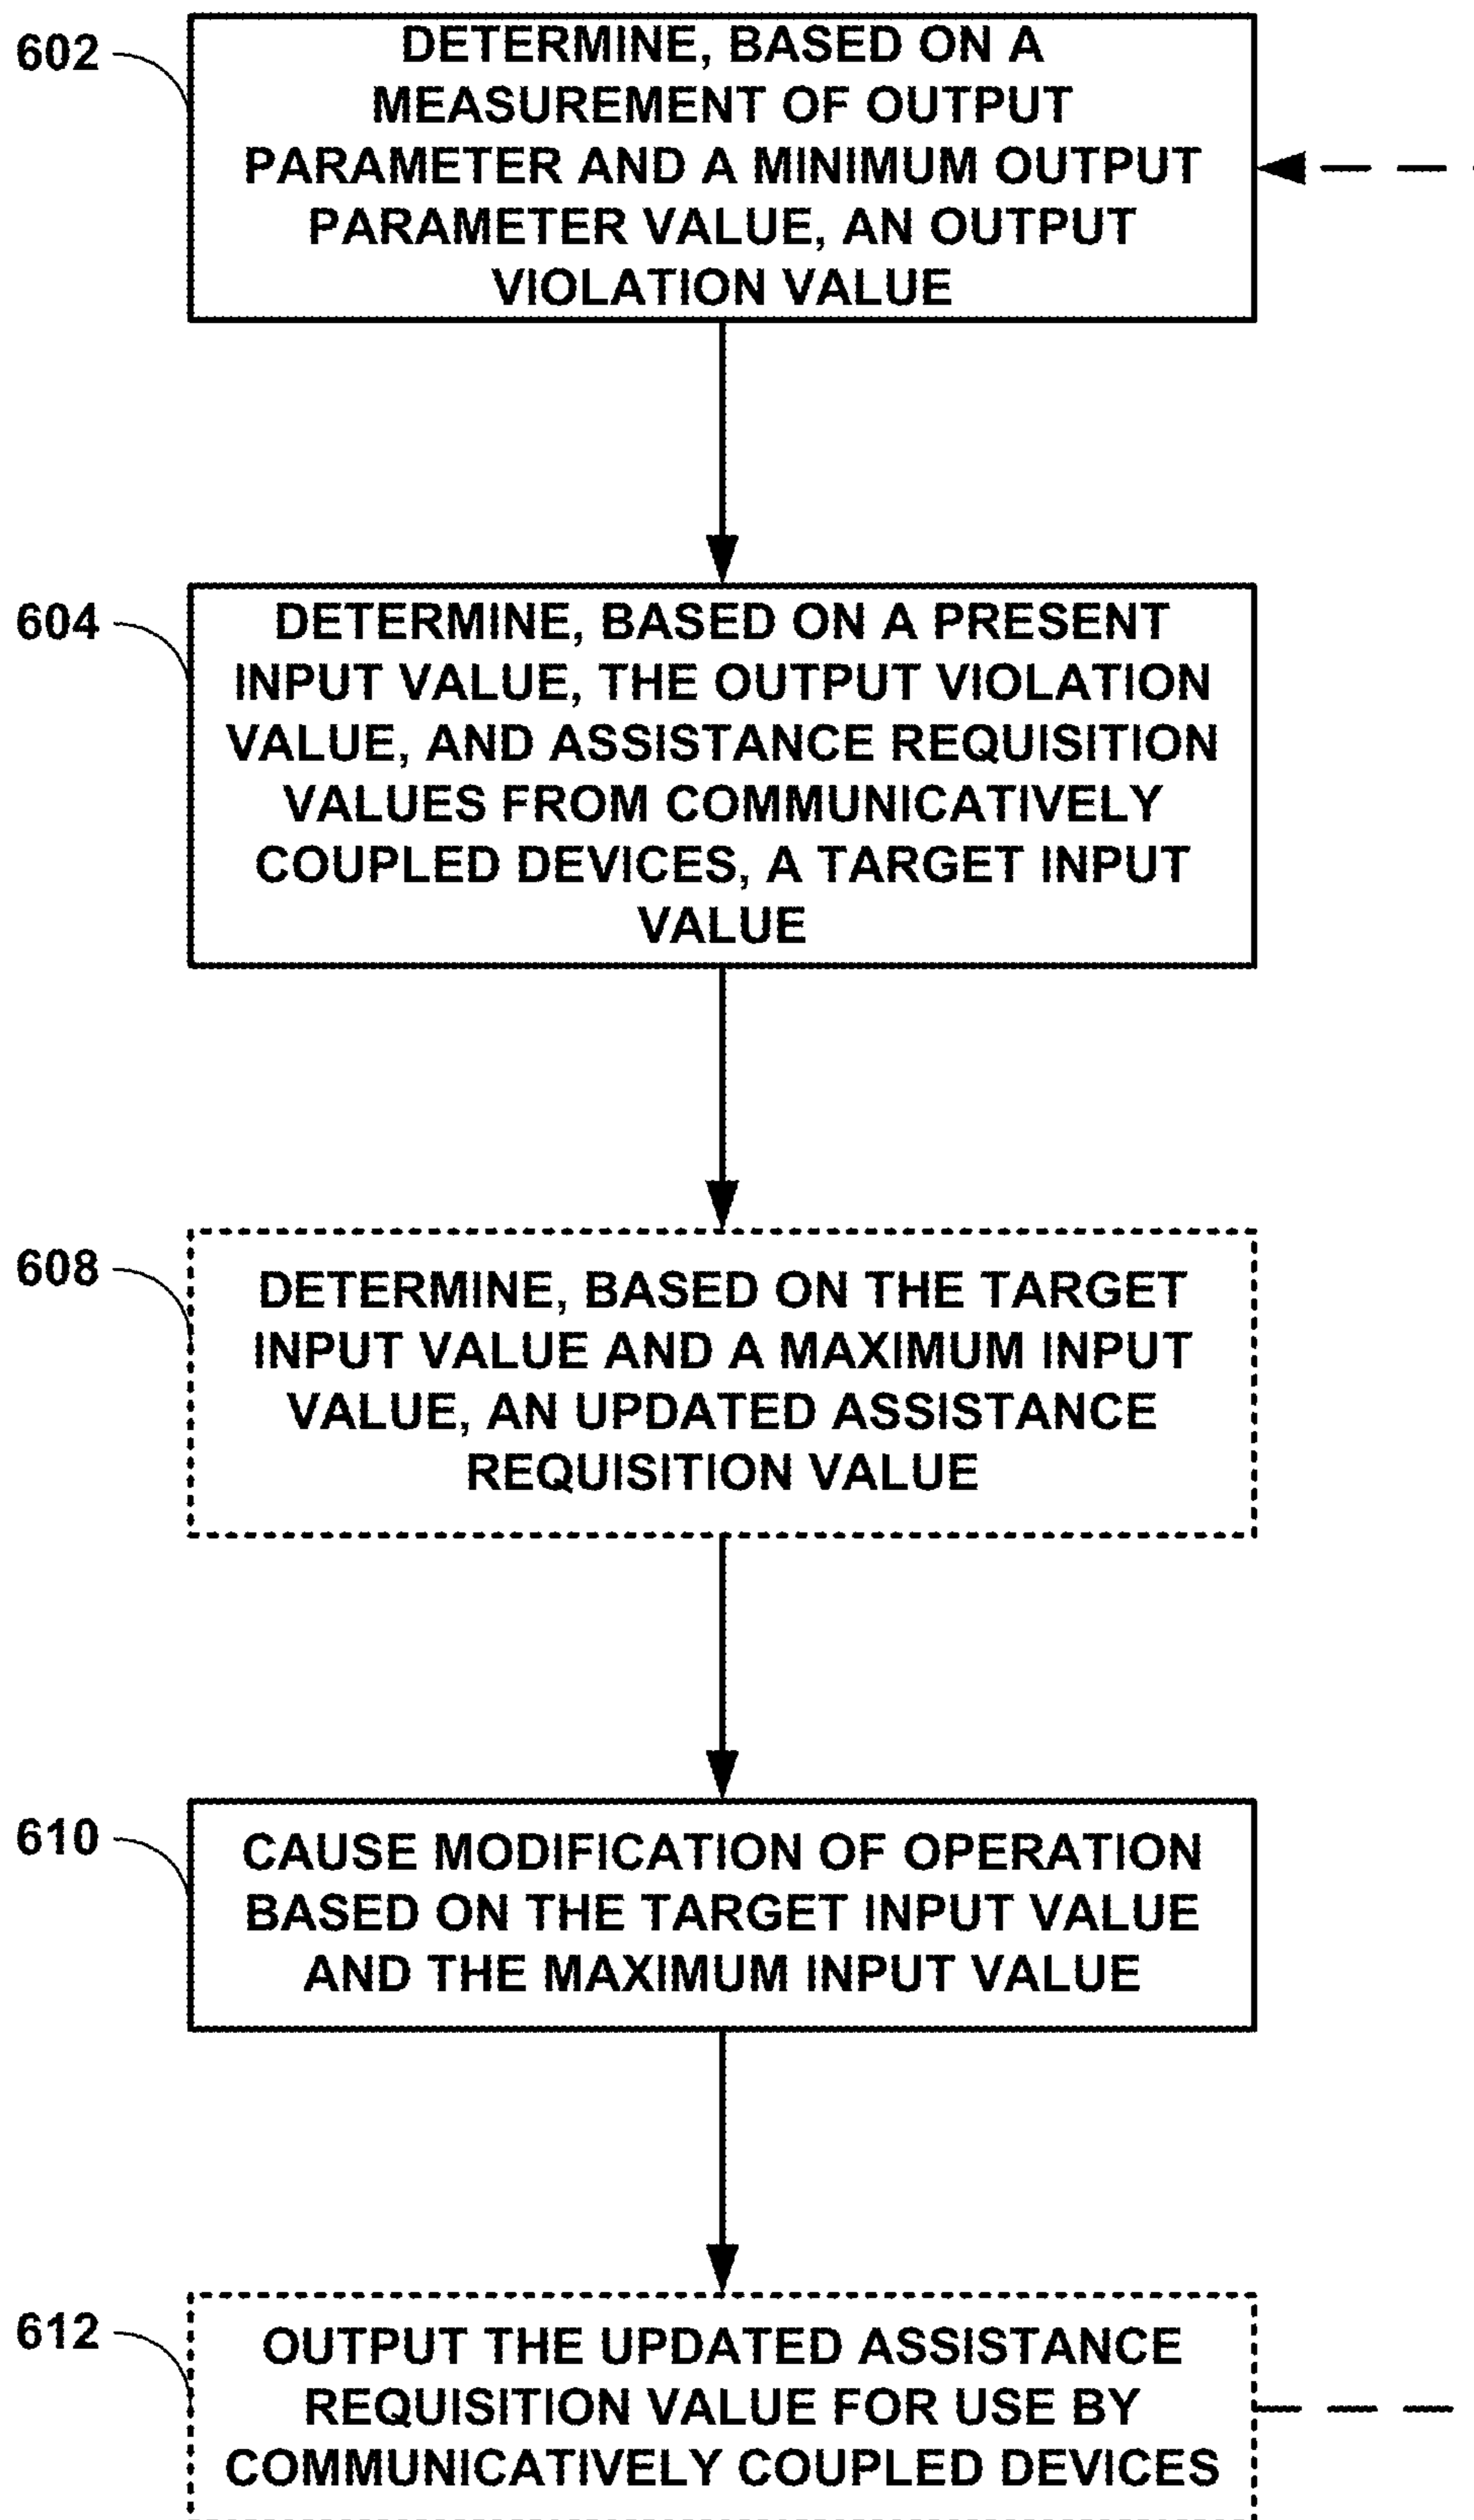 602
DETERMINE, BASED ON A
MEASUREMENT OF OUTPUT
PARAMETER AND A MINIMUM OUTPUT
PARAMETER VALUE, AN OUTPUT
VIOLATION VALUE
604
DETERMINE, BASED ON A PRESENT
INPUT VALUE, THE OUTPUT VIOLATION
VALUE, AND ASSISTANCE REQUISITION
VALUES FROM COMMUNICATIVELY
COUPLED DEVICES, A TARGET INPUT
VALUE
608
DETERMINE, BASED ON THE TARGET
INPUT VALUE AND A MAXIMUM INPUT
VALUE, AN UPDATED ASSISTANCE
REQUISITION VALUE
610
CAUSE MODIFICATION OF OPERATION
BASED ON THE TARGET INPUT VALUE
AND THE MAXIMUM INPUT VALUE
612
OUTPUT THE UPDATED ASSISTANCE
REQUISITION VALUE FOR USE BY
COMMUNICATIVELY COUPLED DEVICES